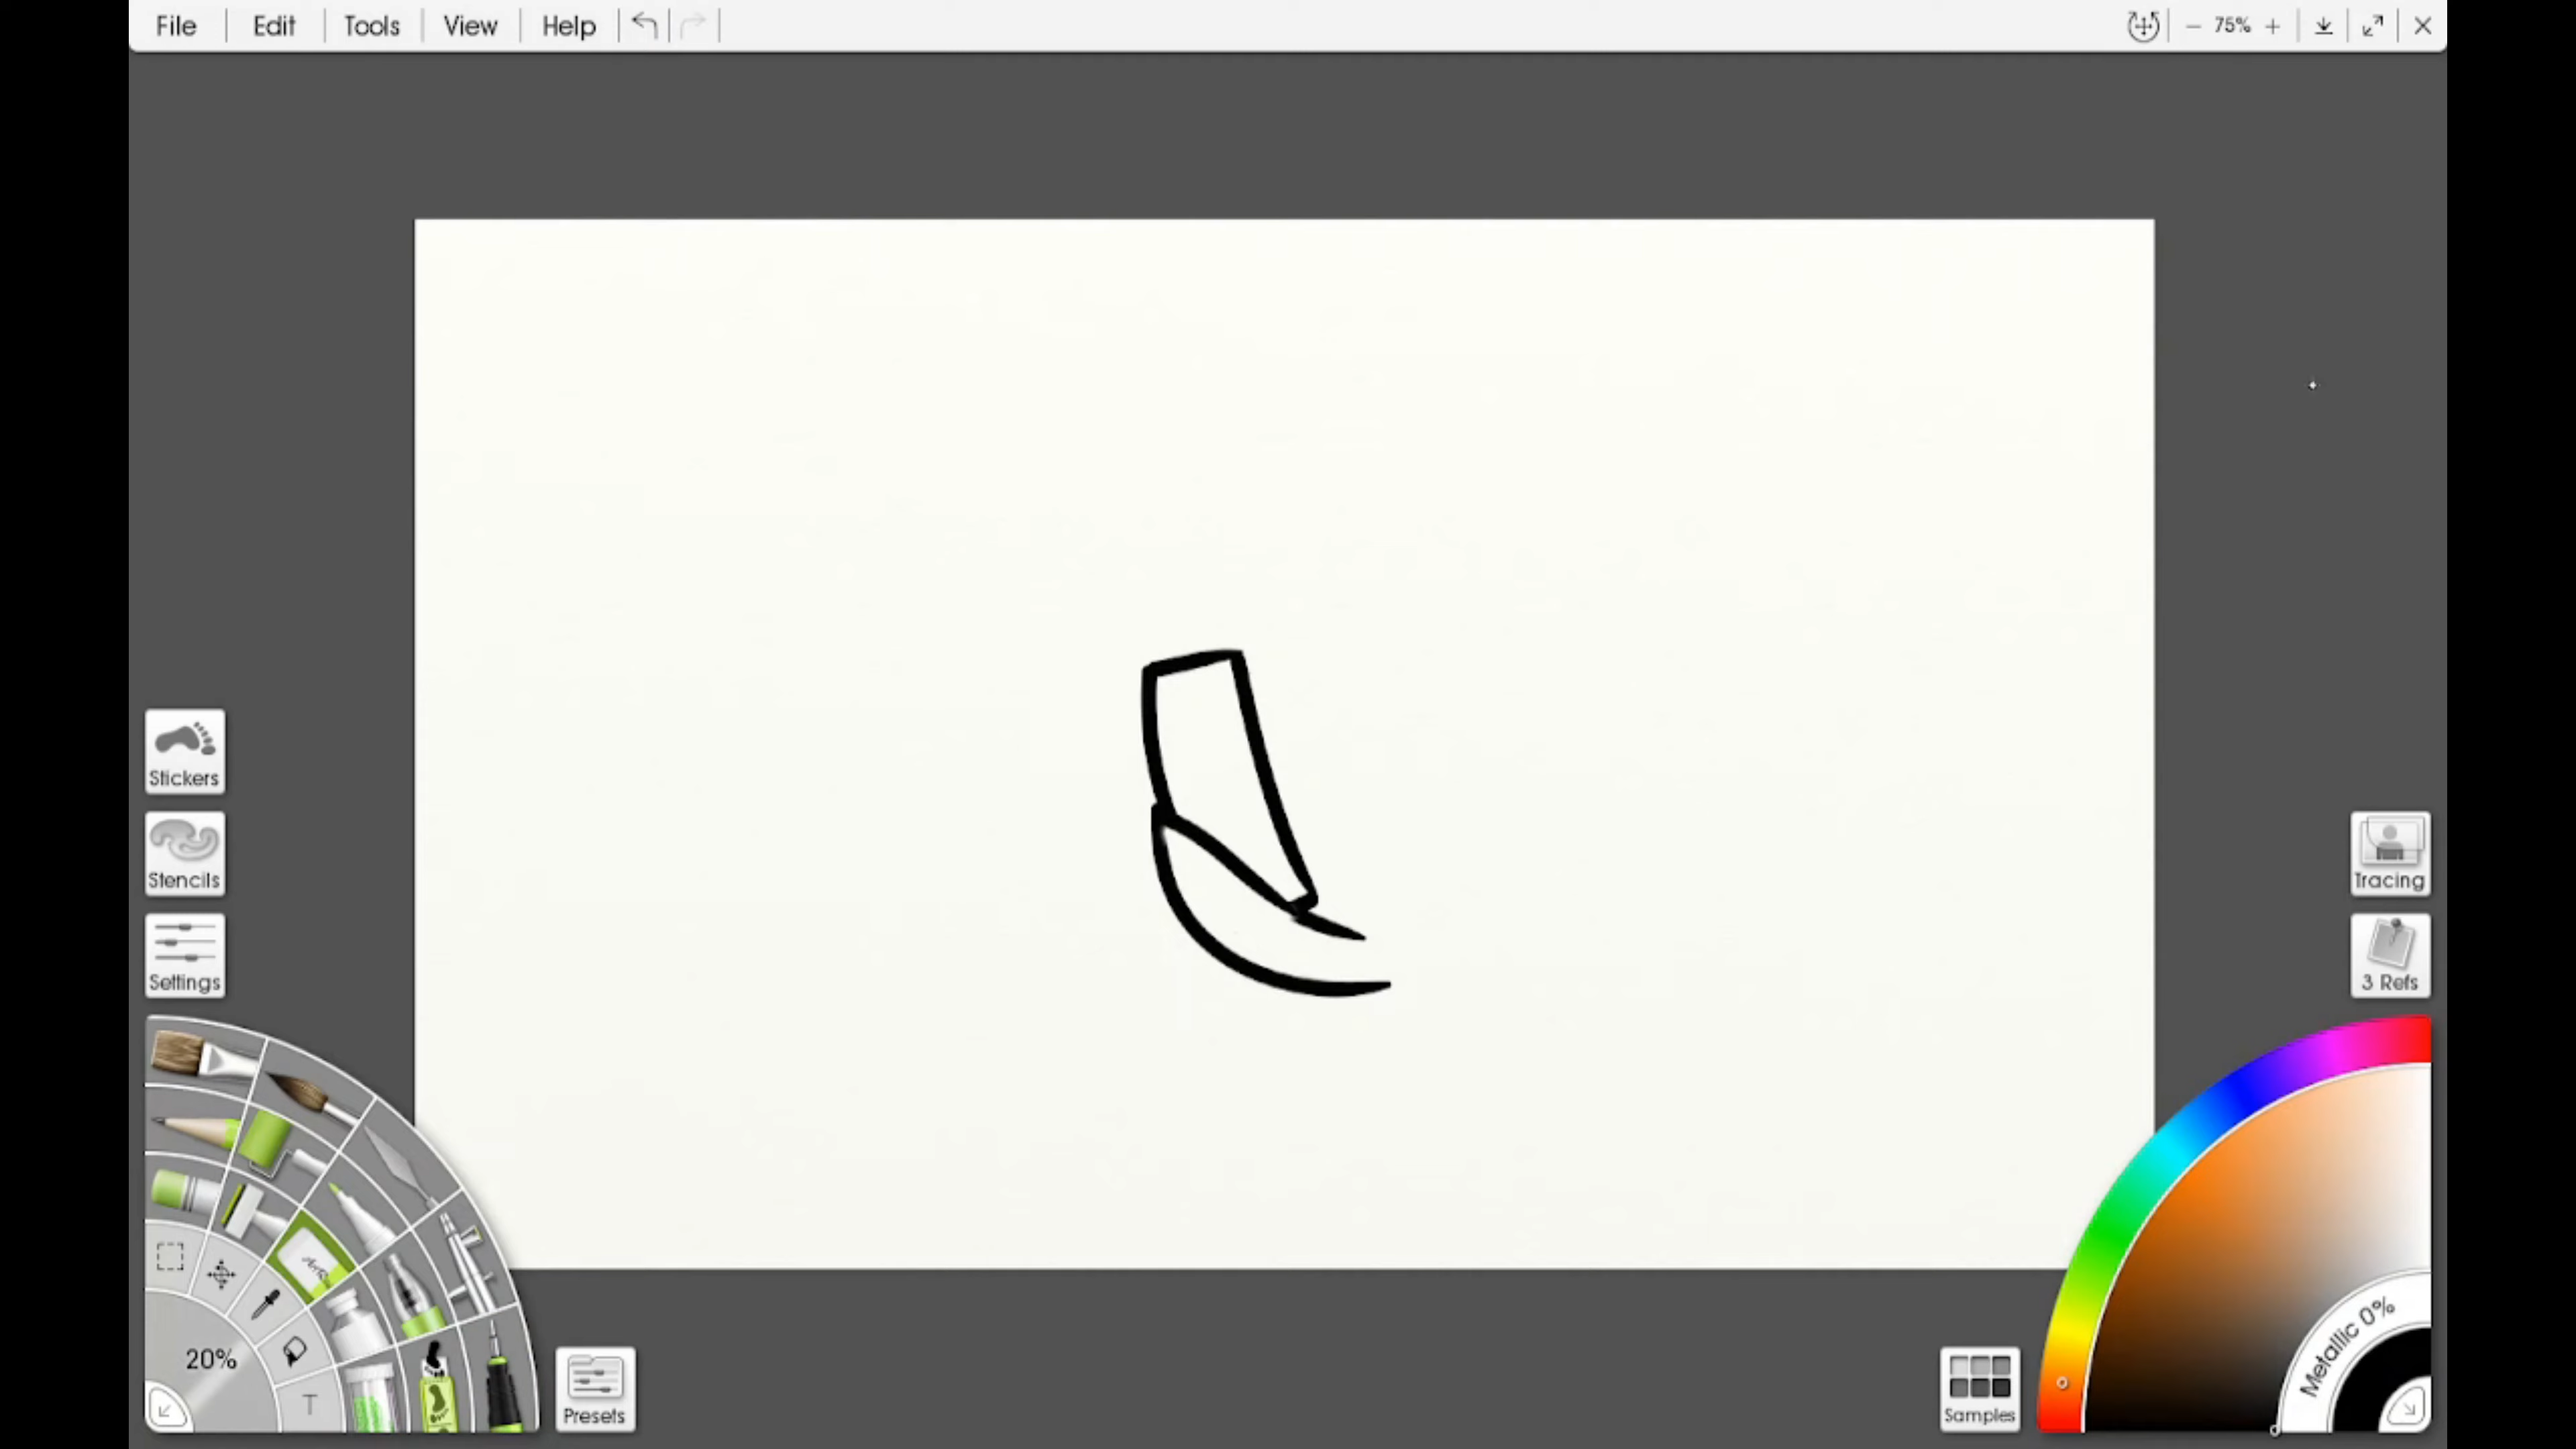 File Edit Tools View Help 75%
Stickers
Stencils
Settings
20%
T
Presets
Tracing
3 Refs
Metallic 0%
Samples